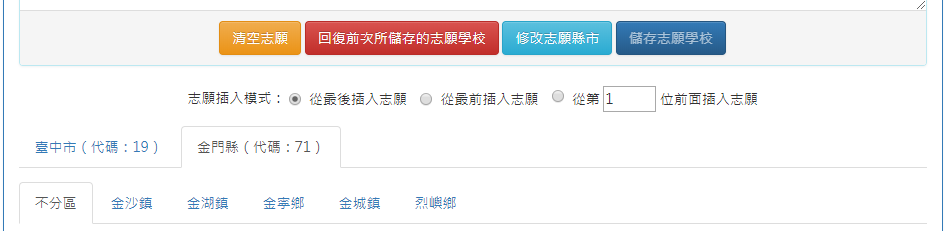 清空志願 回復前次所儲存的志願學校 修改志願縣市 儲存志願學校
志願插入模式： 從最後插入志願 從最前插入志願 從第 1 位前面插入志願
臺中市（代碼：19） 金門縣（代碼：71）
不分區 金沙鎮 金湖鎮 金寧鄉 金城鎮 烈嶼鄉